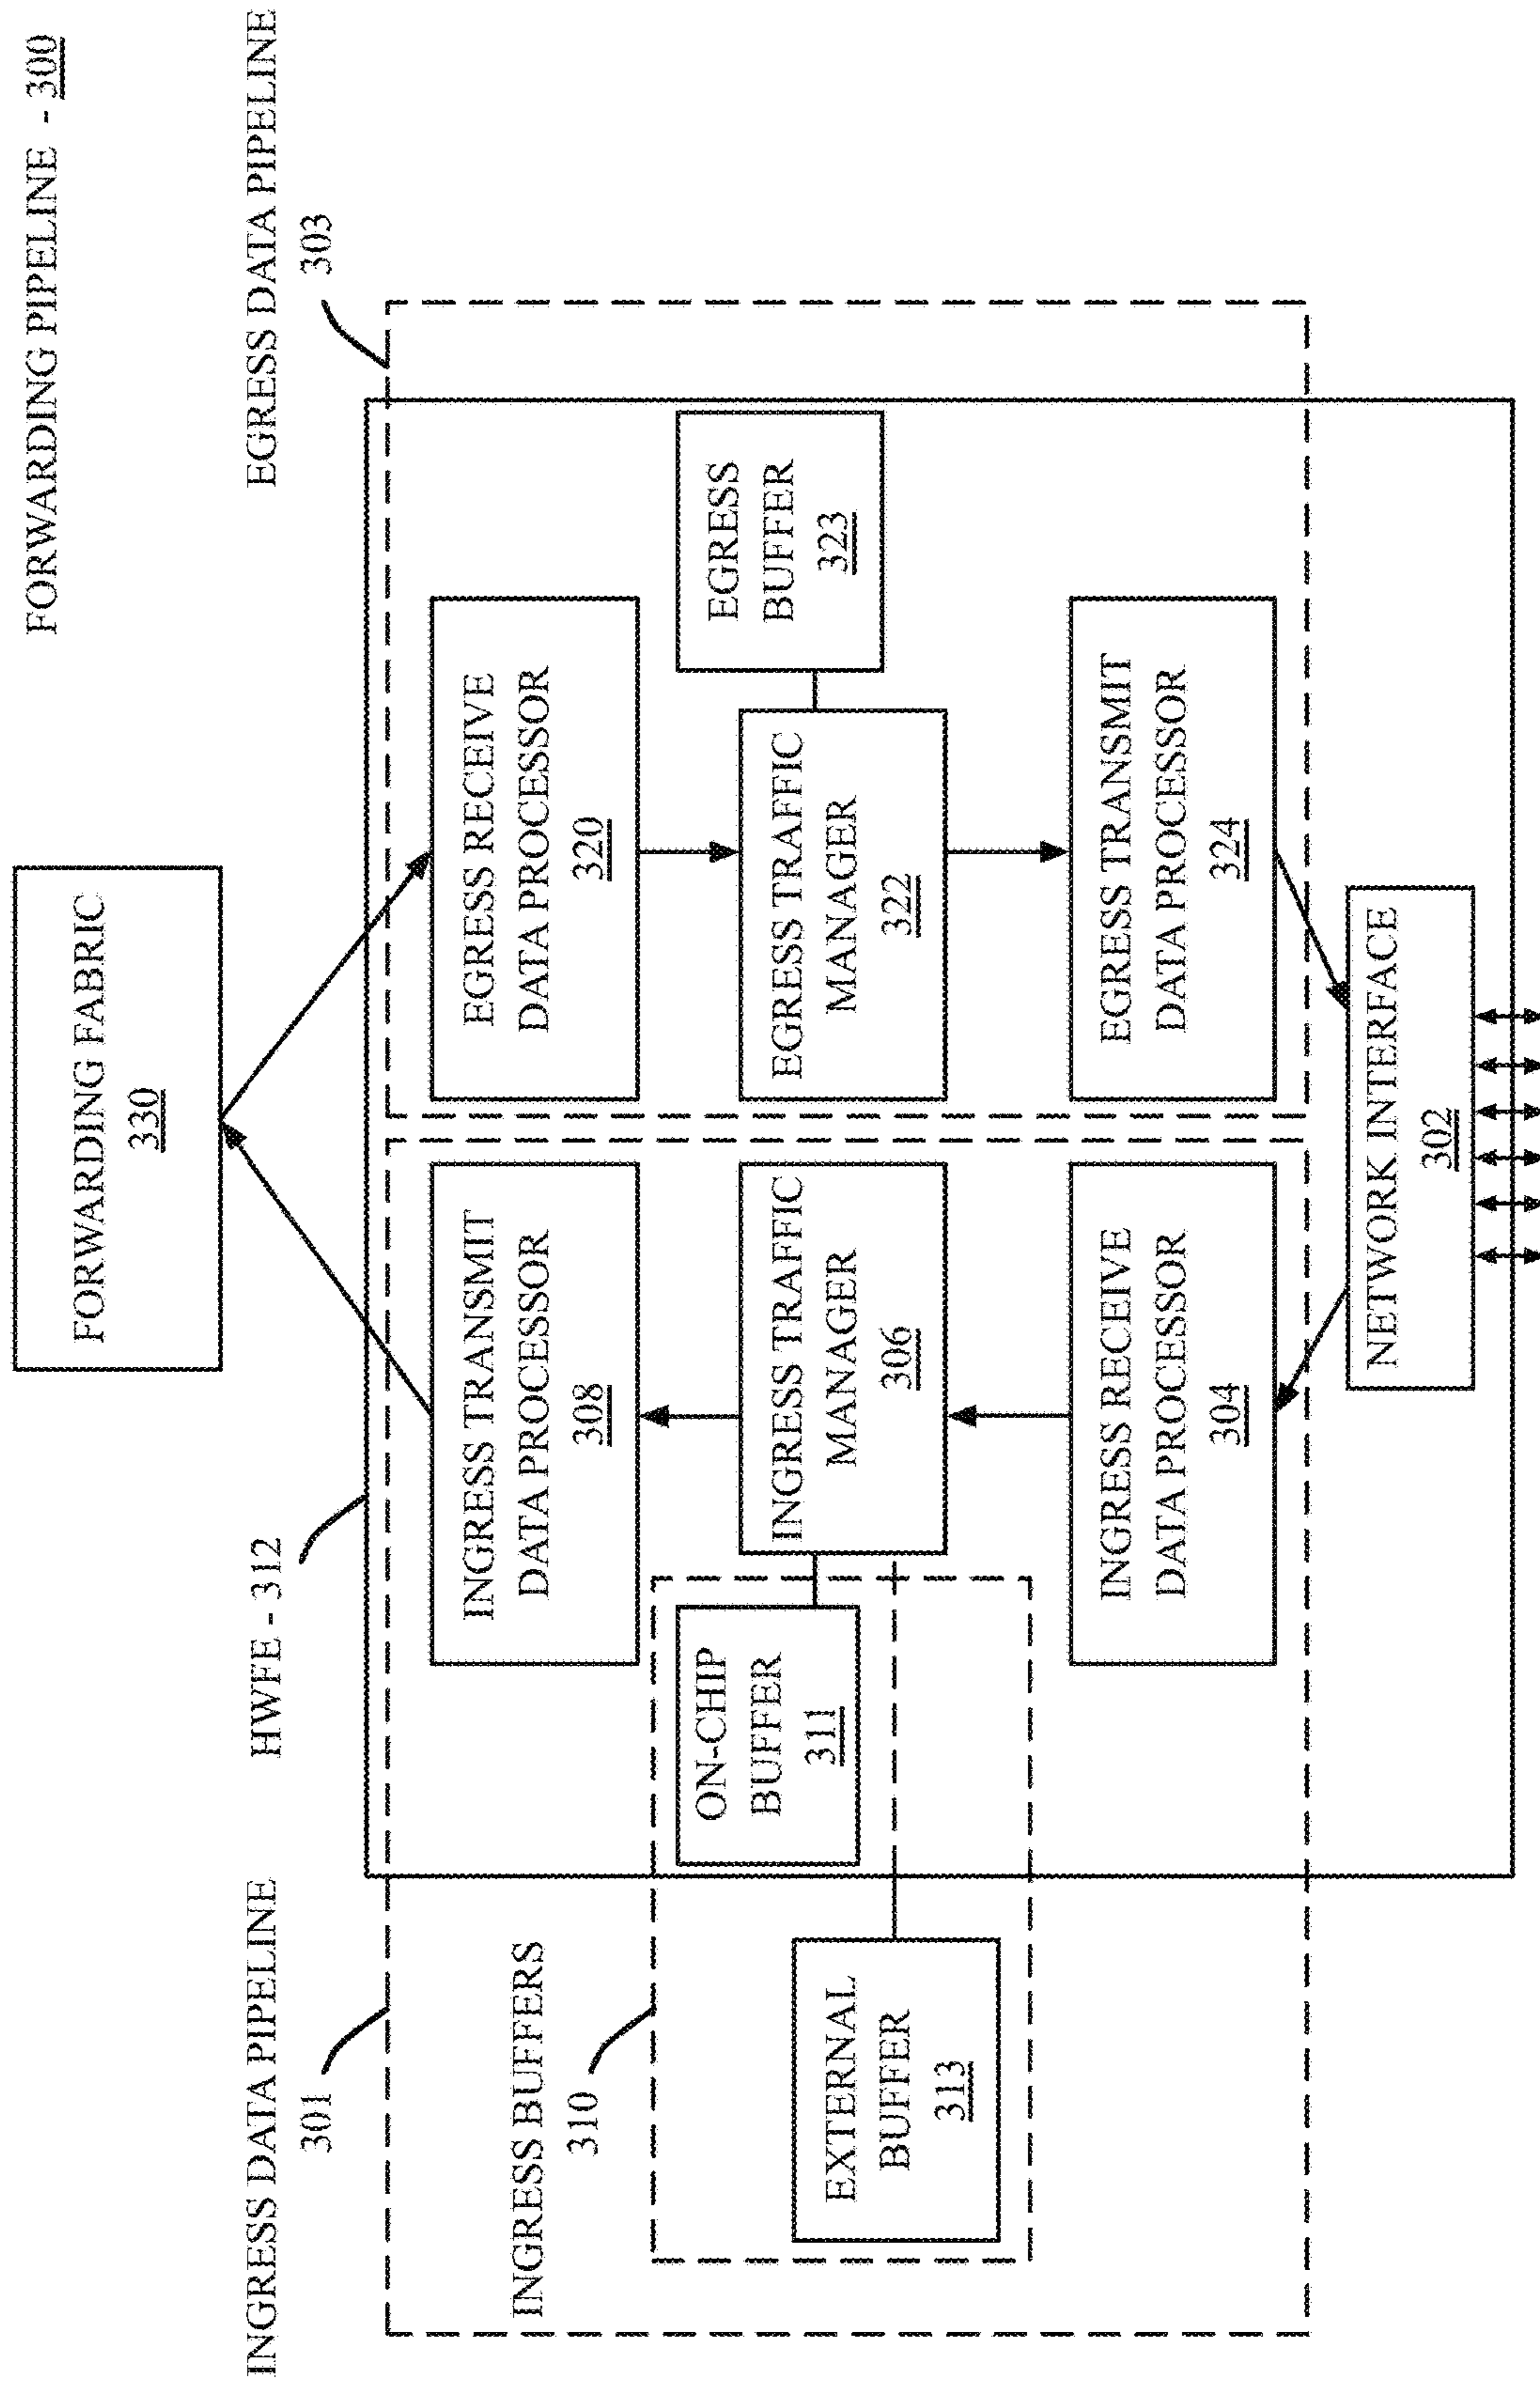 FORWARDING PIPELINE - 300
FORWARDING FABRIC
330
INGRESS DATA PIPELINE
301
HWFE - 312
EGRESS DATA PIPELINE
303
INGRESS TRANSMIT
DATA PROCESSOR
308
EGRESS RECEIVE
DATA PROCESSOR
320
INGRESS BUFFERS
310
ON-CHIP
BUFFER
311
EXTERNAL
BUFFER
313
INGRESS TRAFFIC
MANAGER
306
EGRESS TRAFFIC
MANAGER
322
EGRESS
BUFFER
323
INGRESS RECEIVE
DATA PROCESSOR
304
EGRESS TRANSMIT
DATA PROCESSOR
324
NETWORK INTERFACE
302